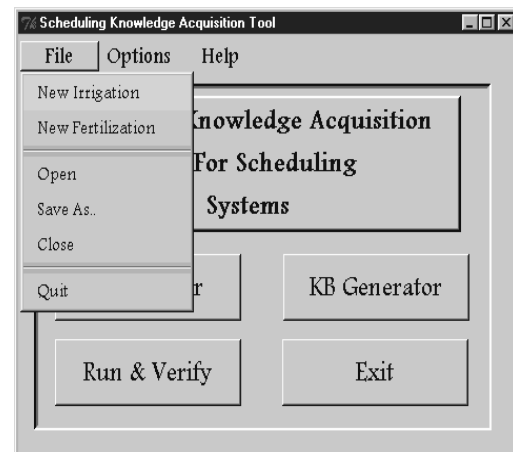 Scheduling Knowledge Acquisition Tool
File Options Help
New Irrigation
New Fertilization
Open
Save As..
Close
Quit
Knowledge Acquisition
For Scheduling
Systems
r
KB Generator
Run & Verify
Exit